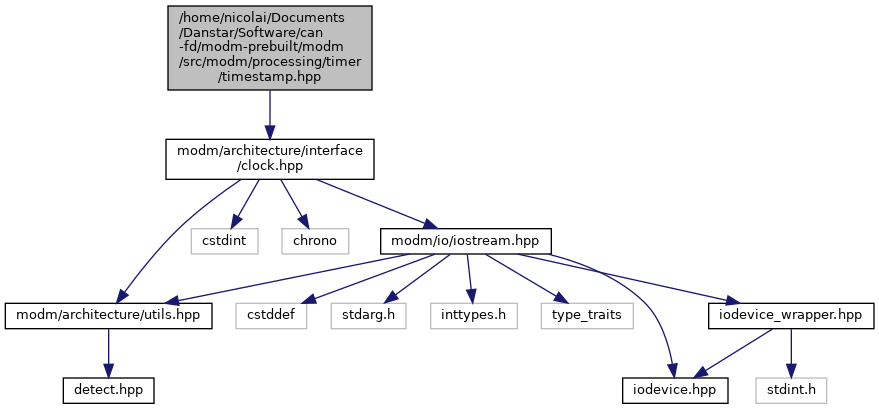 /home/nicolai/Documents
/Danstar/Software/can
-fd/modm-prebuilt/modm
/src/modm/processing/timer
/timestamp.hpp
modm/architecture/interface
/clock.hpp
cstdint
chrono
modm/io/iostream.hpp
modm/architecture/utils.hpp
cstddef
stdarg.h
inttypes.h
type_traits
iodevice_wrapper.hpp
detect.hpp
iodevice.hpp
stdint.h